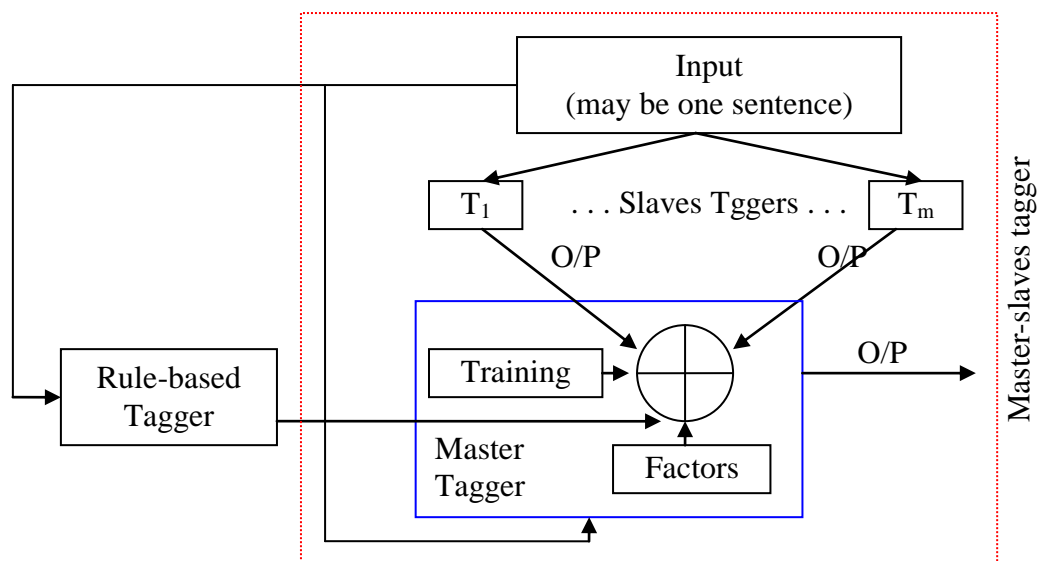 Input
(may be one sentence)
T₁
. . . Slaves Tggers . . .
Tₘ
O/P
O/P
Master-slaves tagger
Rule-based
Tagger
Training
O/P
Master
Tagger
Factors